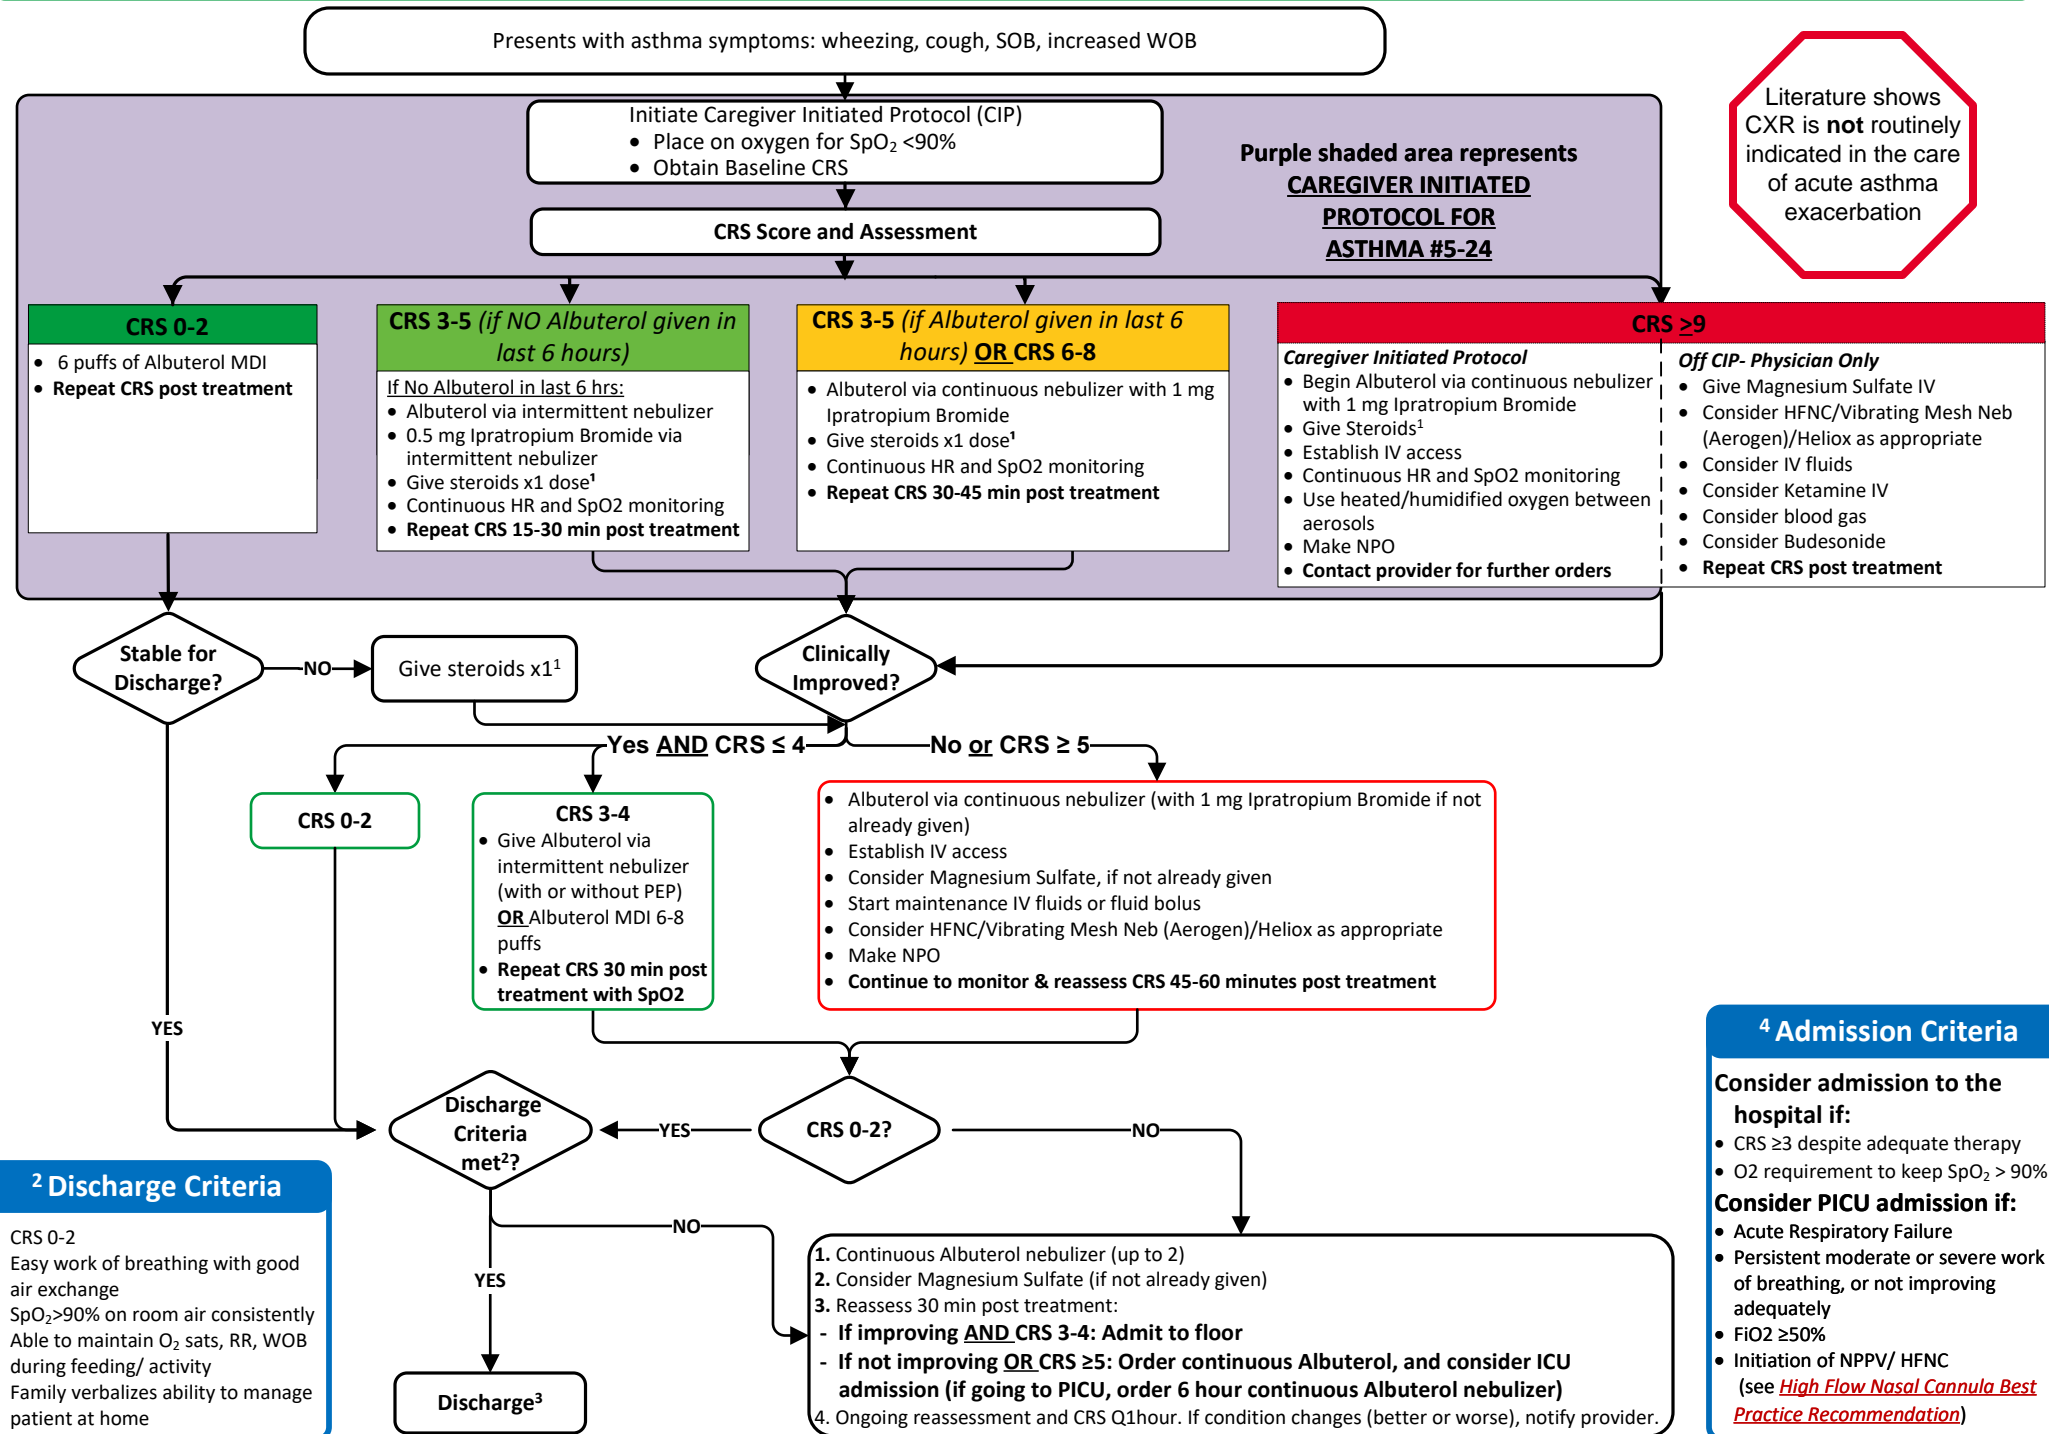 Presents with asthma symptoms: wheezing, cough, SOB, increased WOB
Initiate Caregiver Initiated Protocol (CIP)
• Place on oxygen for SpO₂ <90%
• Obtain Baseline CRS
Purple shaded area represents
CAREGIVER INITIATED
PROTOCOL FOR
ASTHMA #5-24
Literature shows
CXR is not routinely
indicated in the care
of acute asthma
exacerbation
CRS Score and Assessment
CRS 0-2
• 6 puffs of Albuterol MDI
• Repeat CRS post treatment
CRS 3-5 (if NO Albuterol given in
last 6 hours)
If No Albuterol in last 6 hrs:
• Albuterol via intermittent nebulizer
• 0.5 mg Ipratropium Bromide via
intermittent nebulizer
• Give steroids x1 dose¹
• Continuous HR and SpO2 monitoring
• Repeat CRS 15-30 min post treatment
CRS 3-5 (if Albuterol given in last 6
hours) OR CRS 6-8
• Albuterol via continuous nebulizer with 1 mg
Ipratropium Bromide
• Give steroids x1 dose¹
• Continuous HR and SpO2 monitoring
• Repeat CRS 30-45 min post treatment
CRS ≥9
Caregiver Initiated Protocol
• Begin Albuterol via continuous nebulizer
with 1 mg Ipratropium Bromide
• Give Steroids¹
• Establish IV access
• Continuous HR and SpO2 monitoring
• Use heated/humidified oxygen between
aerosols
• Make NPO
• Contact provider for further orders
Off CIP- Physician Only
• Give Magnesium Sulfate IV
• Consider HFNC/Vibrating Mesh Neb
(Aerogen)/Heliox as appropriate
• Consider IV fluids
• Consider Ketamine IV
• Consider blood gas
• Consider Budesonide
• Repeat CRS post treatment
Stable for
Discharge?
NO
Give steroids x1¹
Clinically
Improved?
Yes AND CRS ≤ 4
No or CRS ≥ 5
CRS 0-2
CRS 3-4
• Give Albuterol via
intermittent nebulizer
(with or without PEP)
OR Albuterol MDI 6-8
puffs
• Repeat CRS 30 min post
treatment with SpO2
• Albuterol via continuous nebulizer (with 1 mg Ipratropium Bromide if not
already given)
• Establish IV access
• Consider Magnesium Sulfate, if not already given
• Start maintenance IV fluids or fluid bolus
• Consider HFNC/Vibrating Mesh Neb (Aerogen)/Heliox as appropriate
• Make NPO
• Continue to monitor & reassess CRS 45-60 minutes post treatment
YES
Discharge
Criteria
met²?
YES
CRS 0-2?
NO
NO
YES
Discharge³
1. Continuous Albuterol nebulizer (up to 2)
2. Consider Magnesium Sulfate (if not already given)
3. Reassess 30 min post treatment:
- If improving AND CRS 3-4: Admit to floor
- If not improving OR CRS ≥5: Order continuous Albuterol, and consider ICU
admission (if going to PICU, order 6 hour continuous Albuterol nebulizer)
4. Ongoing reassessment and CRS Q1hour. If condition changes (better or worse), notify provider.
² Discharge Criteria
CRS 0-2
Easy work of breathing with good
air exchange
SpO₂>90% on room air consistently
Able to maintain O₂ sats, RR, WOB
during feeding/ activity
Family verbalizes ability to manage
patient at home
⁴ Admission Criteria
Consider admission to the
hospital if:
• CRS ≥3 despite adequate therapy
• O2 requirement to keep SpO₂ > 90%
Consider PICU admission if:
• Acute Respiratory Failure
• Persistent moderate or severe work
of breathing, or not improving
adequately
• FiO2 ≥50%
• Initiation of NPPV/ HFNC
(see High Flow Nasal Cannula Best
Practice Recommendation)